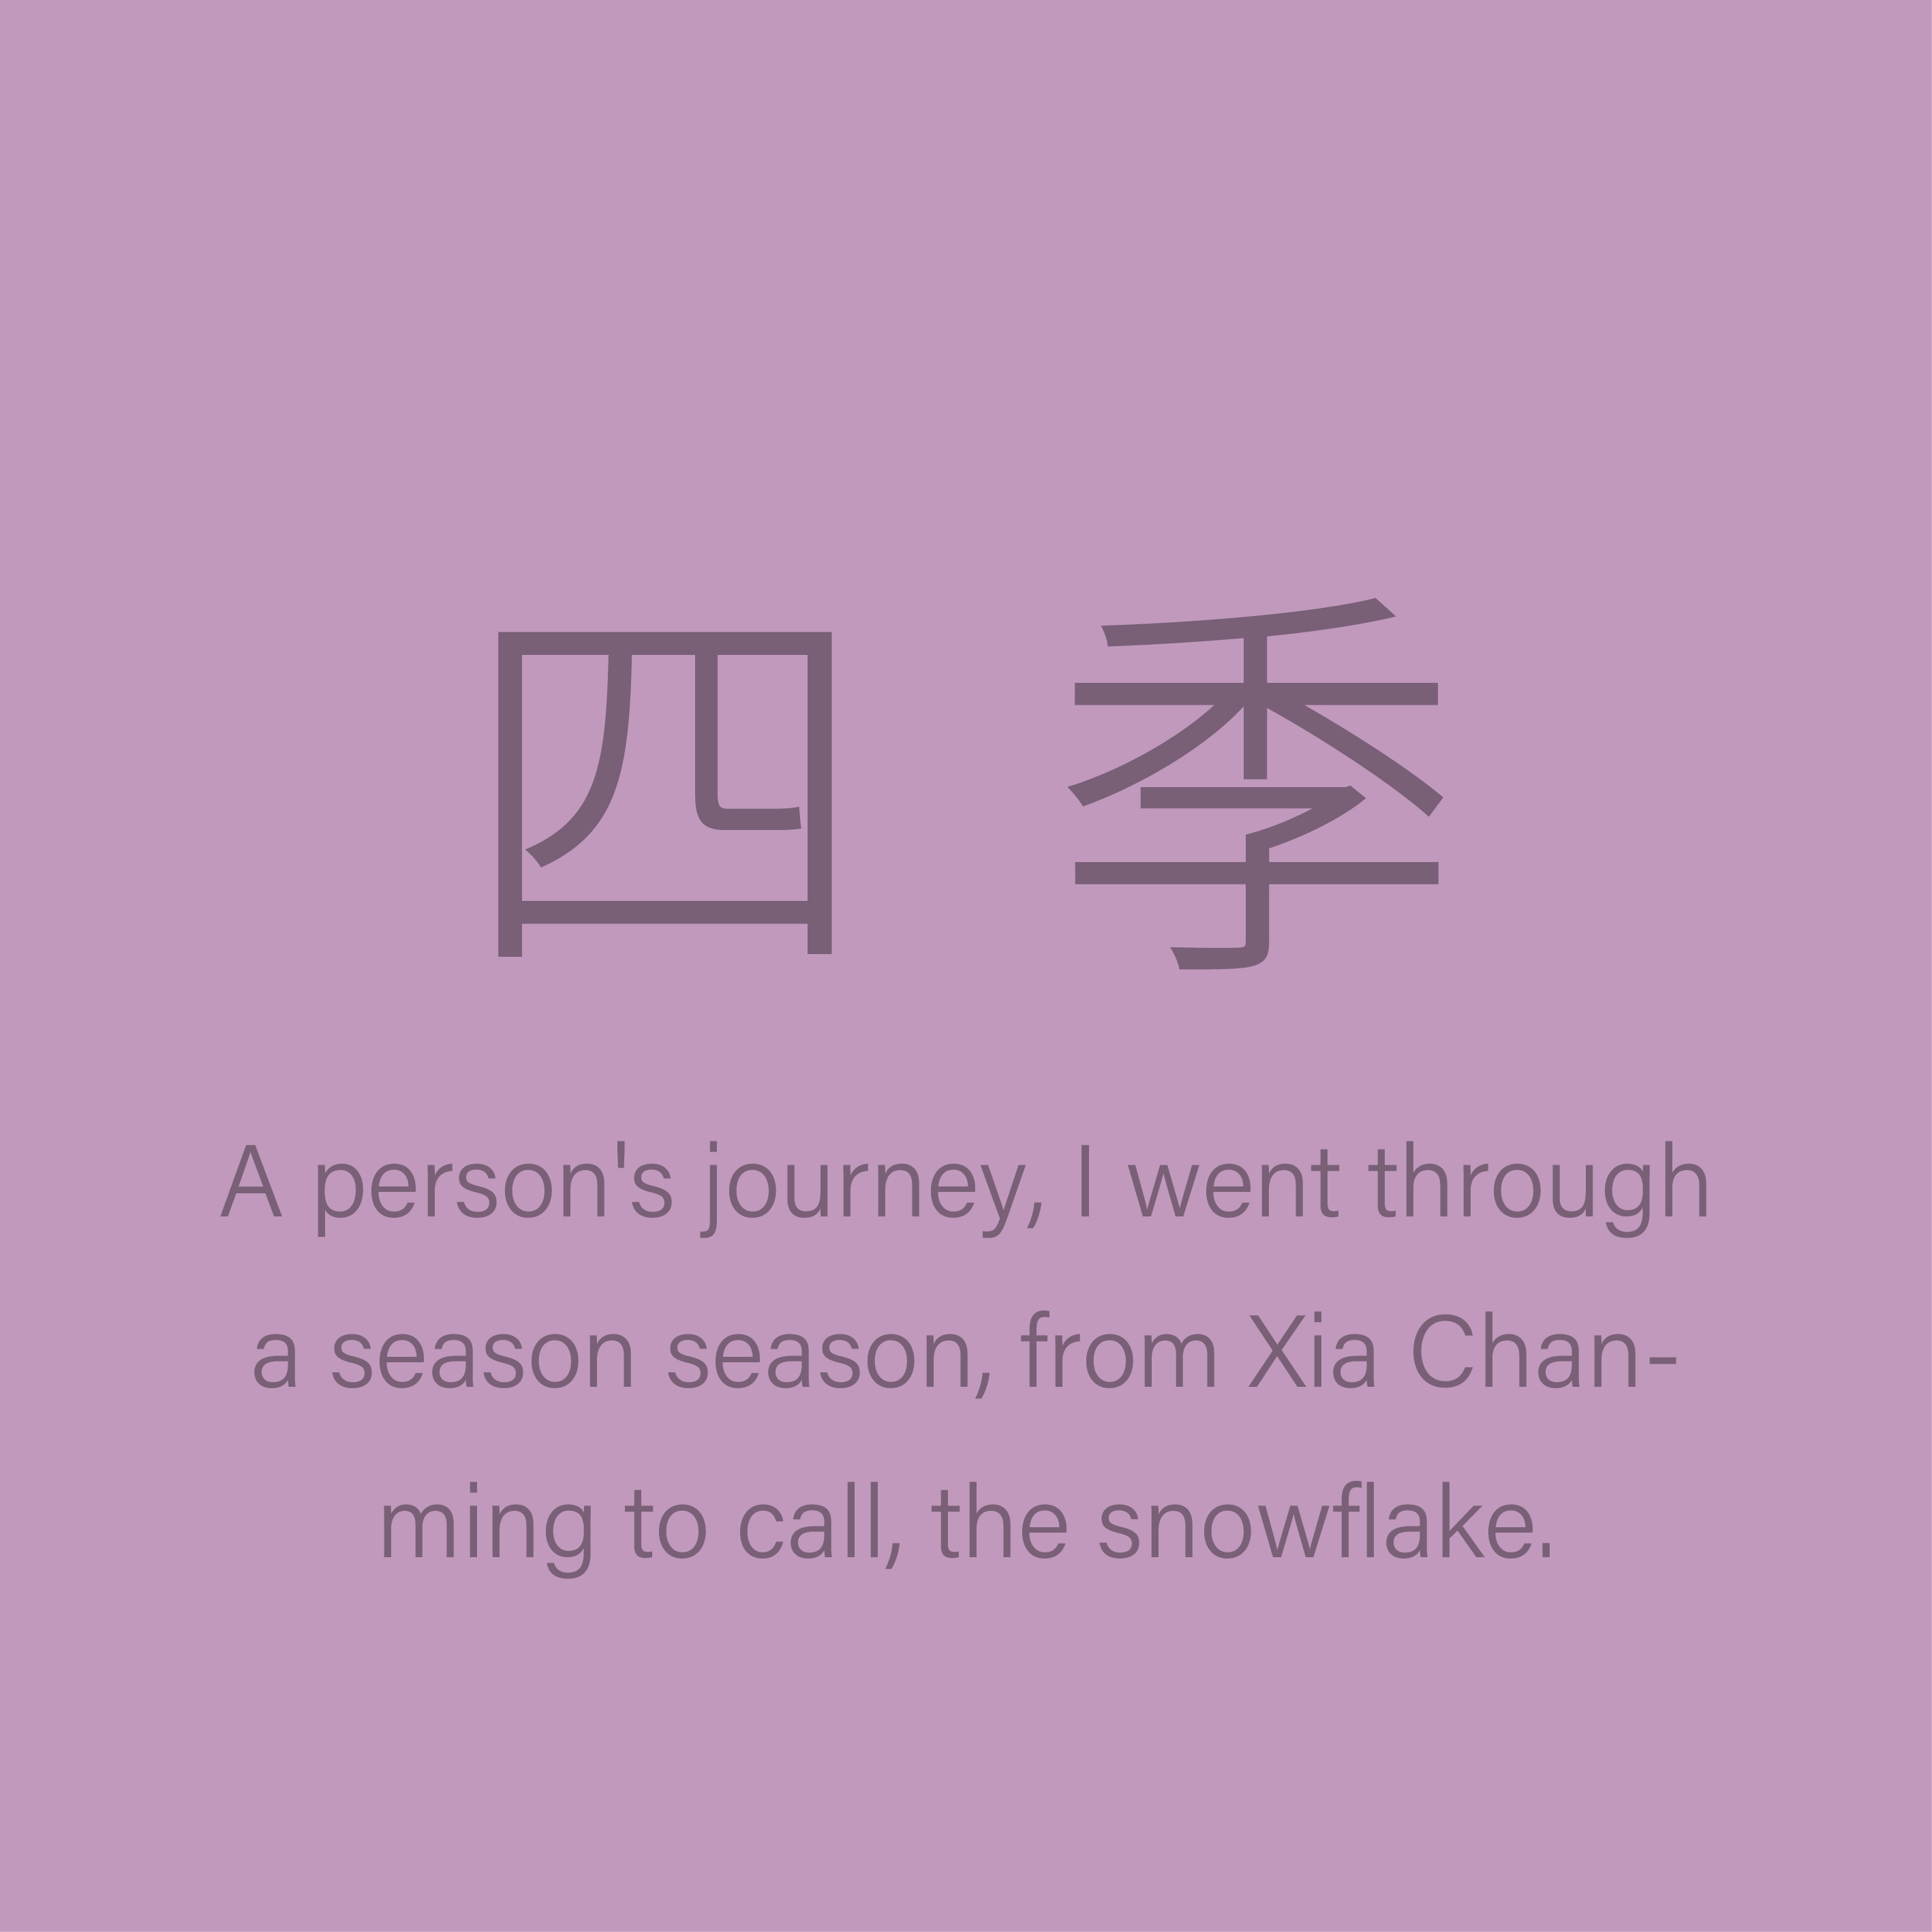 四季
A person's journey, I went through
a season season, from Xia Chan-
ming to call, the snowflake.